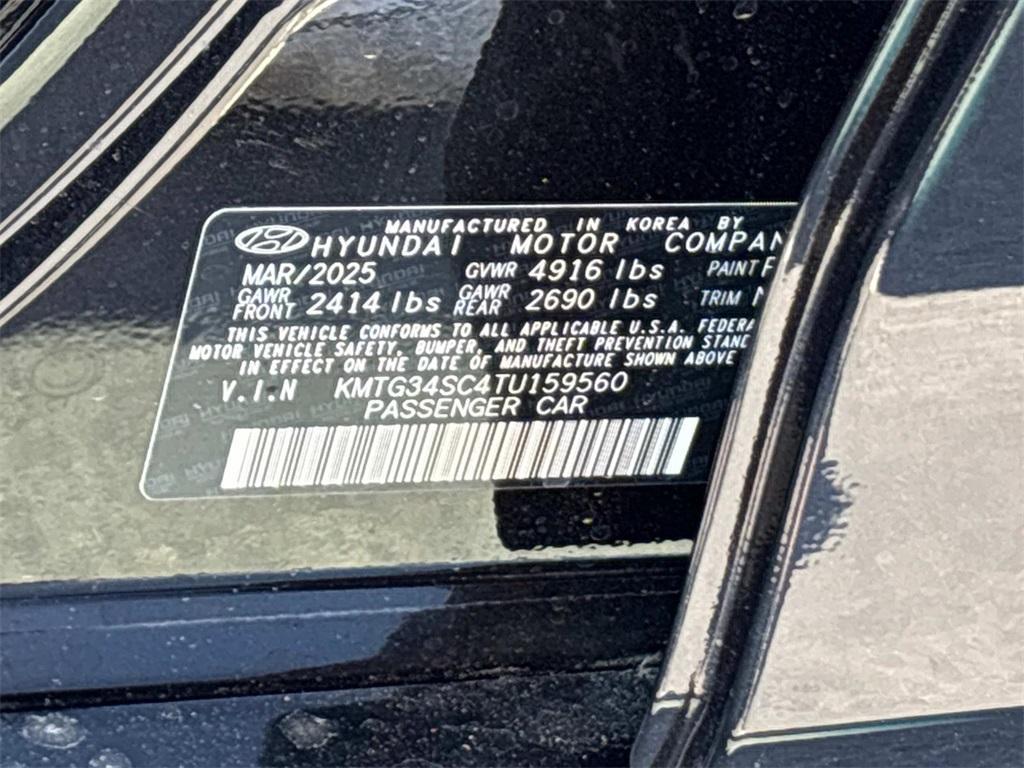 MANUFACTURED IN KOREA BY
HYUNDAI MOTOR COMPAN
MAR/2025 GVWR 4916 lbs PAINT F
GAWR FRONT 2414 lbs GAWR REAR 2690 lbs TRIM
THIS VEHICLE CONFORMS TO ALL APPLICABLE U.S.A. FEDERA
MOTOR VEHICLE SAFETY, BUMPER, AND THEFT PREVENTION STAND
IN EFFECT ON THE DATE OF MANUFACTURE SHOWN ABOVE
V.I.N KMTG34SC4TU159560
PASSENGER CAR